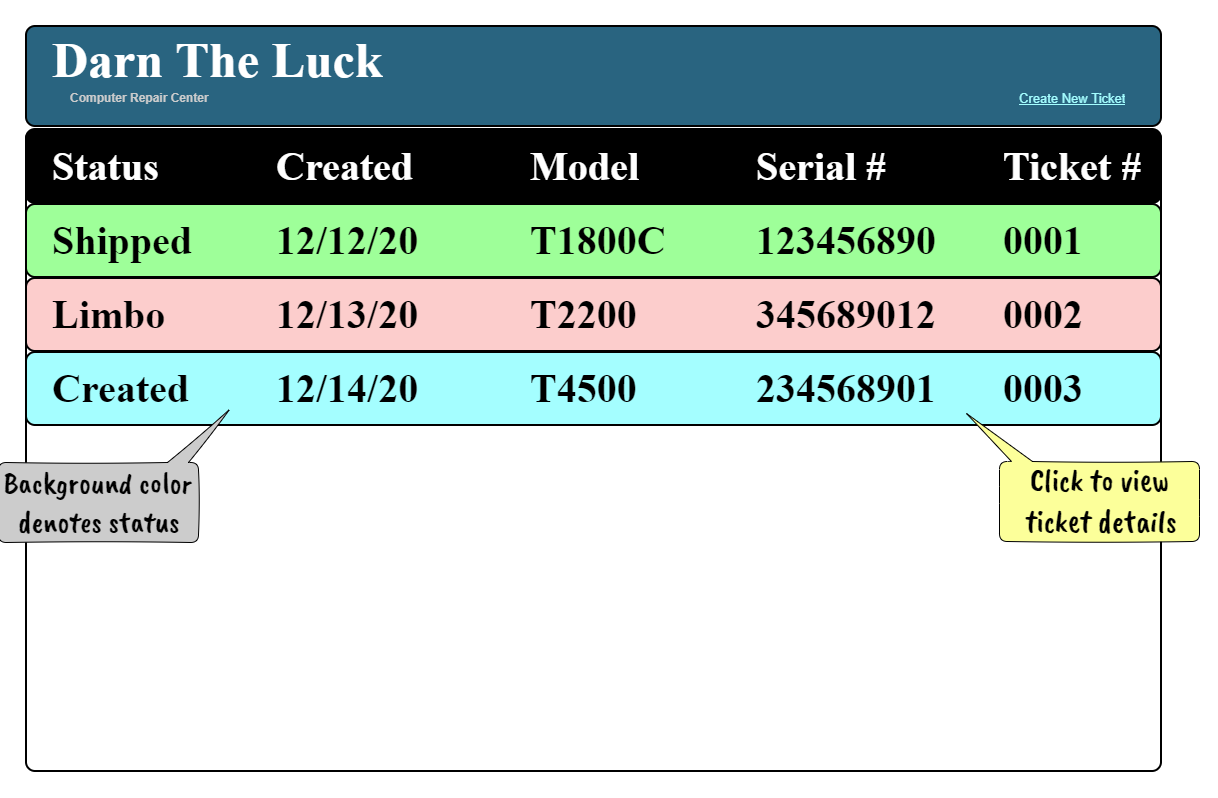 Darn The Luck
Computer Repair Center
Create New Ticket
Status Created Model Serial # Ticket #
Shipped 12/12/20 T1800C 123456890 0001
Limbo 12/13/20 T2200 345689012 0002
Created 12/14/20 T4500 234568901 0003
Background color
denotes status
Click to view
ticket details